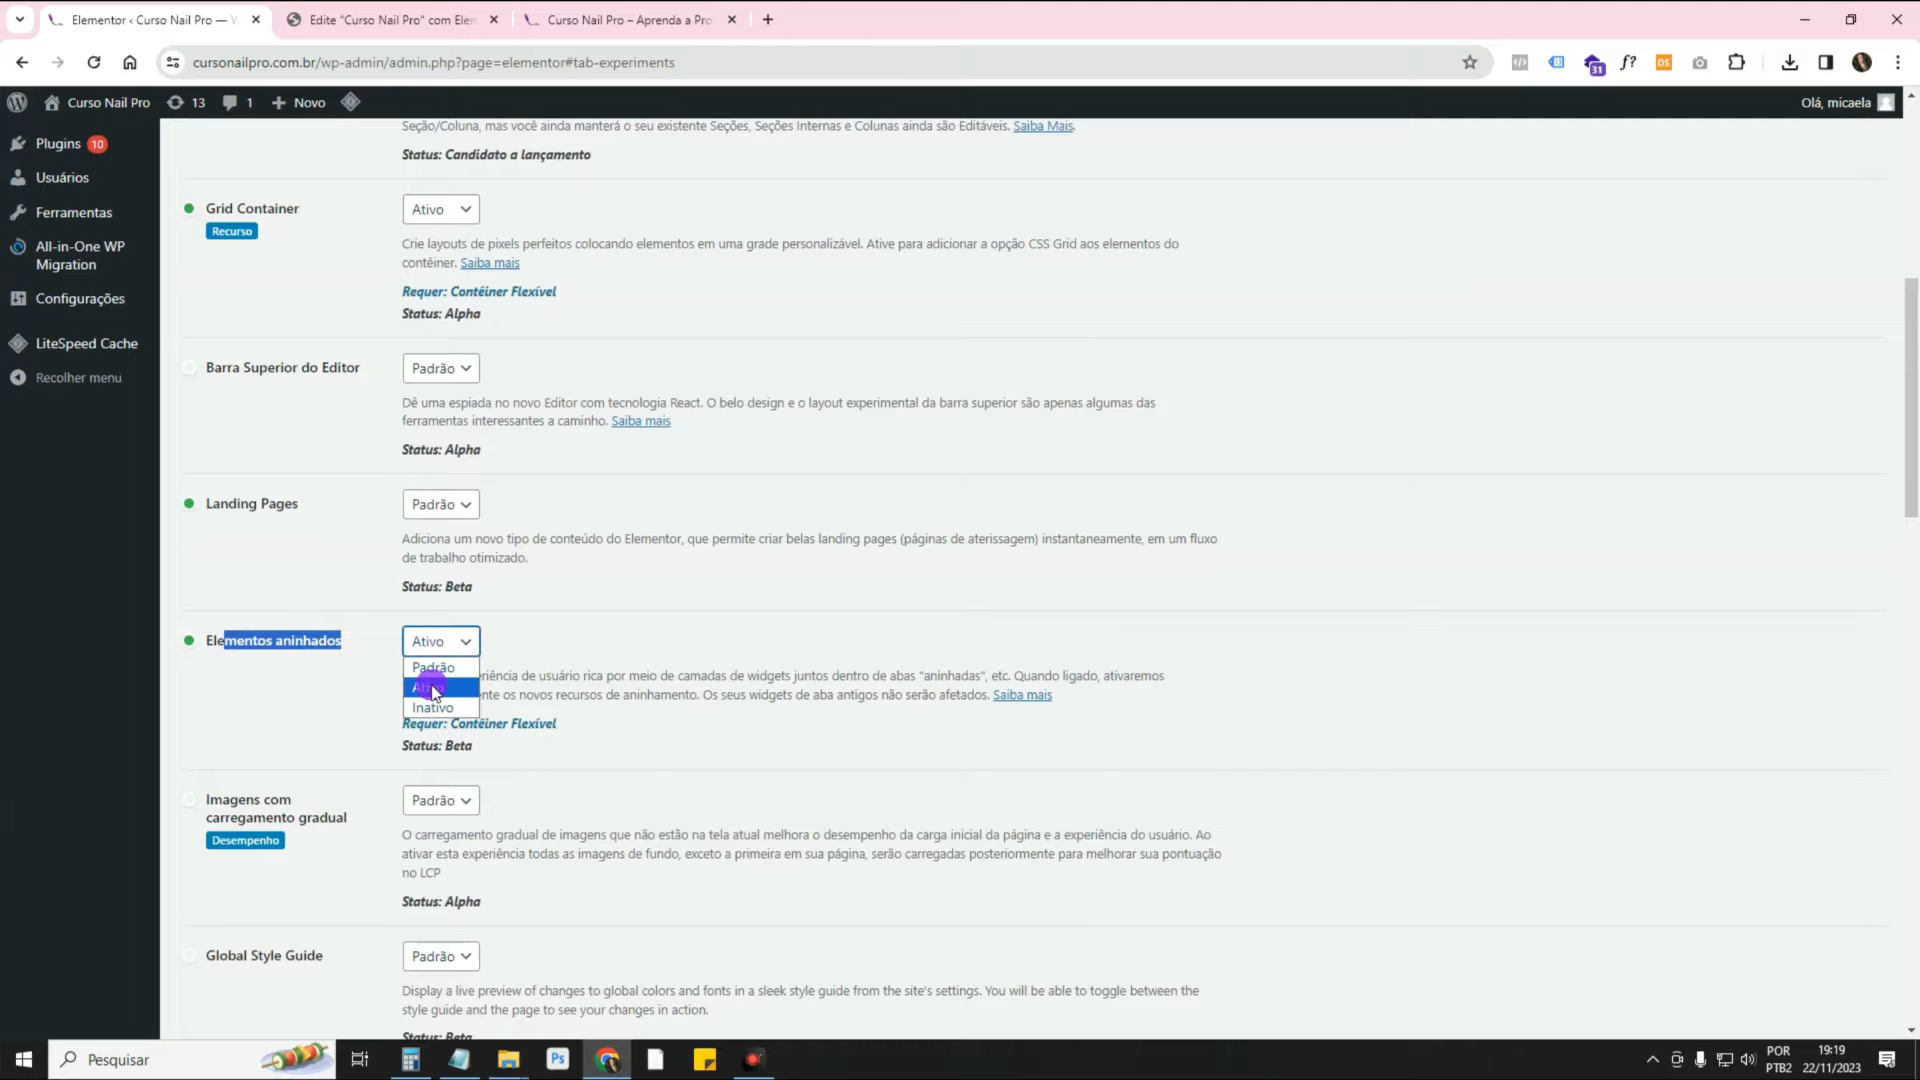 Elementor ‹ Curso Nail Pro — W
Edite "Curso Nail Pro" com Elem
Curso Nail Pro – Aprenda a Pro
cursonailpro.com.br/wp-admin/admin.php?page=elementor#tab-experiments
31
f?
DS
Curso Nail Pro
13
1
Novo
Olá, micaela
Plugins 10
Usuários
Ferramentas
All-in-One WP
Migration
Configurações
LiteSpeed Cache
Recolher menu
Seção/Coluna, mas você ainda manterá o seu existente Seções, Seções Internas e Colunas ainda são Editáveis. Saiba Mais.
Status: Candidato a lançamento
Grid Container
Recurso
Ativo
Crie layouts de pixels perfeitos colocando elementos em uma grade personalizável. Ative para adicionar a opção CSS Grid aos elementos do
contêiner. Saiba mais
Requer: Contêiner Flexível
Status: Alpha
Barra Superior do Editor
Padrão
Dê uma espiada no novo Editor com tecnologia React. O belo design e o layout experimental da barra superior são apenas algumas das
ferramentas interessantes a caminho. Saiba mais
Status: Alpha
Landing Pages
Padrão
Adiciona um novo tipo de conteúdo do Elementor, que permite criar belas landing pages (páginas de aterissagem) instantaneamente, em um fluxo
de trabalho otimizado.
Status: Beta
Elementos aninhados
Ativo
Padrão
Ativo
Inativo
riência de usuário rica por meio de camadas de widgets juntos dentro de abas "aninhadas", etc. Quando ligado, ativaremos
nte os novos recursos de aninhamento. Os seus widgets de aba antigos não serão afetados. Saiba mais
Requer: Contêiner Flexível
Status: Beta
Imagens com
carregamento gradual
Desempenho
Padrão
O carregamento gradual de imagens que não estão na tela atual melhora o desempenho da carga inicial da página e a experiência do usuário. Ao
ativar esta experiência todas as imagens de fundo, exceto a primeira em sua página, serão carregadas posteriormente para melhorar sua pontuação
no LCP
Status: Alpha
Global Style Guide
Padrão
Display a live preview of changes to global colors and fonts in a sleek style guide from the site's settings. You will be able to toggle between the
style guide and the page to see your changes in action.
Status: Beta
Pesquisar
Ps
POR
PTB2
19:19
22/11/2023